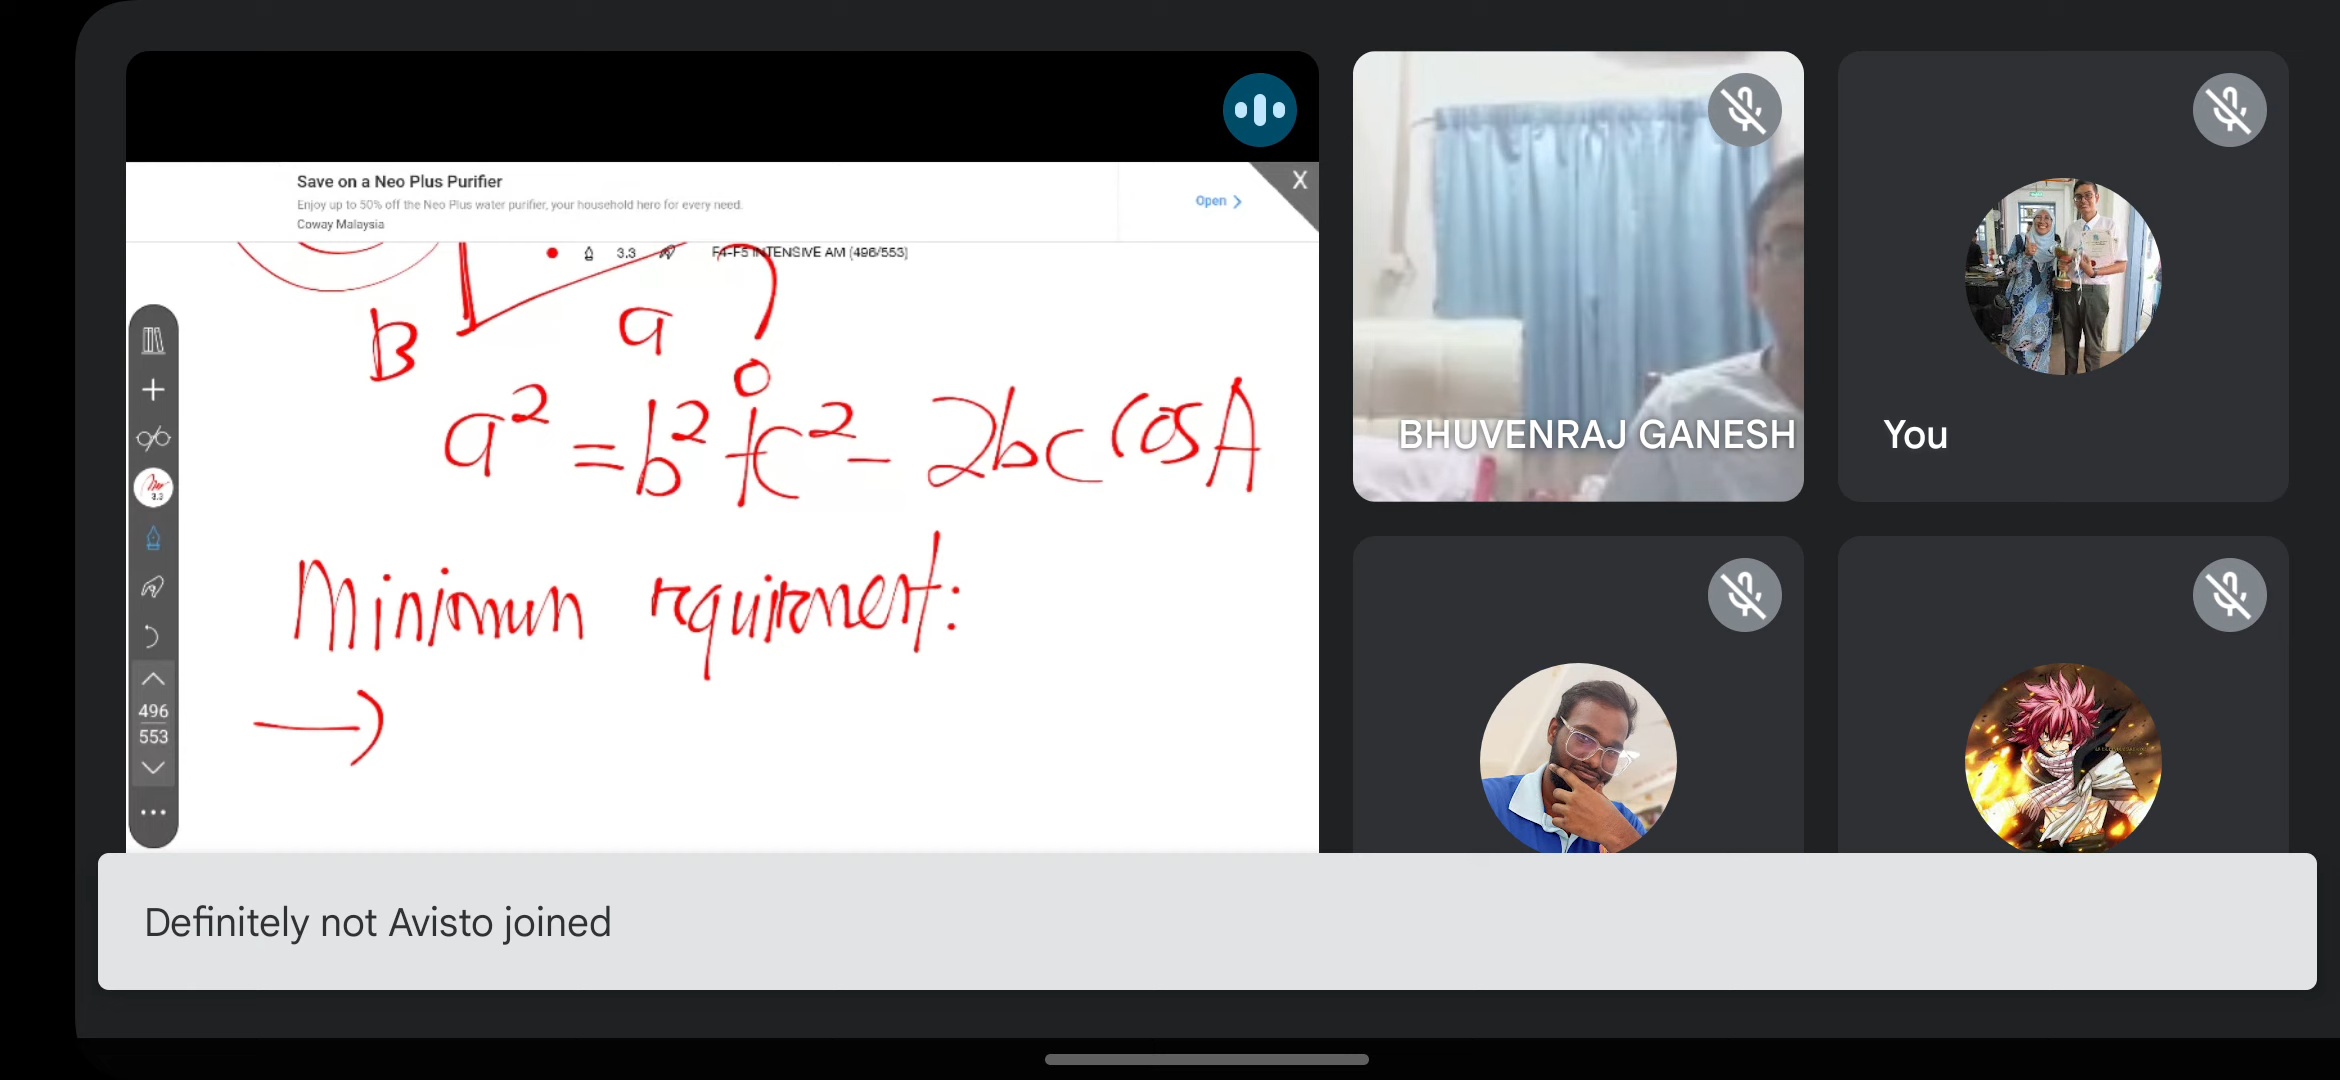 Save on a Neo Plus Purifier
Enjoy up to 50% off the Neo Plus water purifier, your household hero for every need.
Coway Malaysia
Open
X
3.3 F4-F5 INTENSIVE AM (496/553)
B a ?
a² = b² + c² - 2bc cos A
Minimum requirement:
→
3.3
496
553
BHUVENRAJ GANESH
You
Definitely not Avisto joined